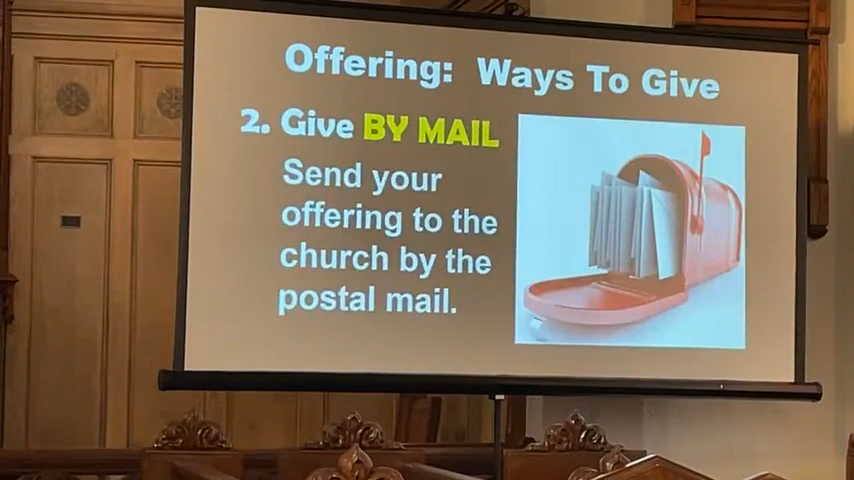 Offering: Ways To Give
2. Give BY MAIL
Send your
offering to the
church by the
postal mail.